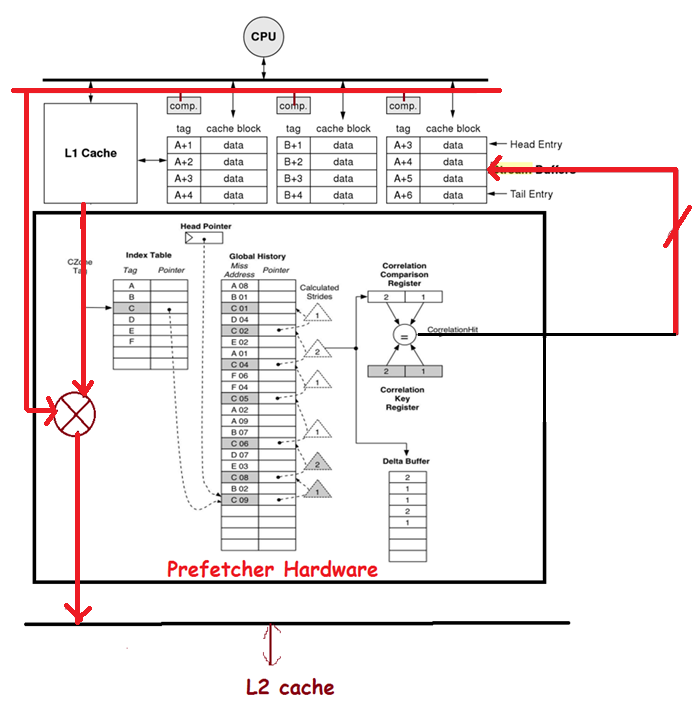 CPU
comp.
comp.
comp.
L1 Cache
tag cache block
A+1 data
A+2 data
A+3 data
A+4 data
tag cache block
B+1 data
B+2 data
B+3 data
B+4 data
tag cache block
A+3 data
A+4 data
A+5 data
A+6 data
Head Entry
Stream Buffers
Tail Entry
Head Pointer
CZone
Tag
Index Table
Tag Pointer
A
B
C
D
E
F
Global History
Miss
Address Pointer
A 08
B 01
C 01
D 04
C 02
E 02
A 01
C 04
F 06
F 04
C 05
A 02
A 09
B 07
C 06
D 07
E 03
C 08
B 02
C 09
Calculated
Strides
1
2
1
1
2
1
Correlation
Comparison
Register
2 1
=
CorrelationHit
2 1
Correlation
Key
Register
Delta Buffer
2
1
1
2
1
Prefetcher Hardware
L2 cache